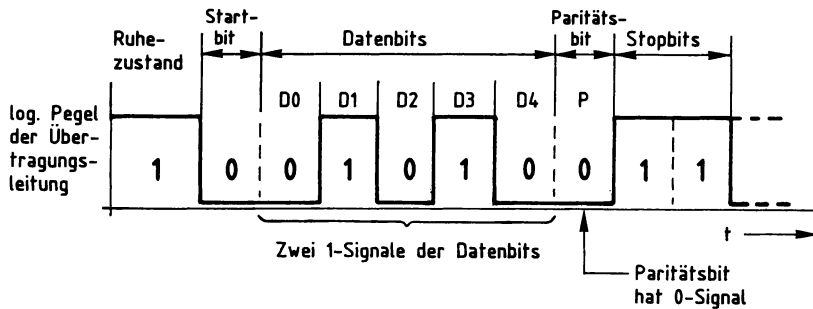 Ruhe-
zustand
Start-
bit
Datenbits
Paritäts-
bit
Stopbits
D0 D1 D2 D3 D4 P
log. Pegel
der Über-
tragungs-
leitung
1 0 0 1 0 1 0 0 1 1
Zwei 1-Signale der Datenbits
t
Paritätsbit
hat 0-Signal